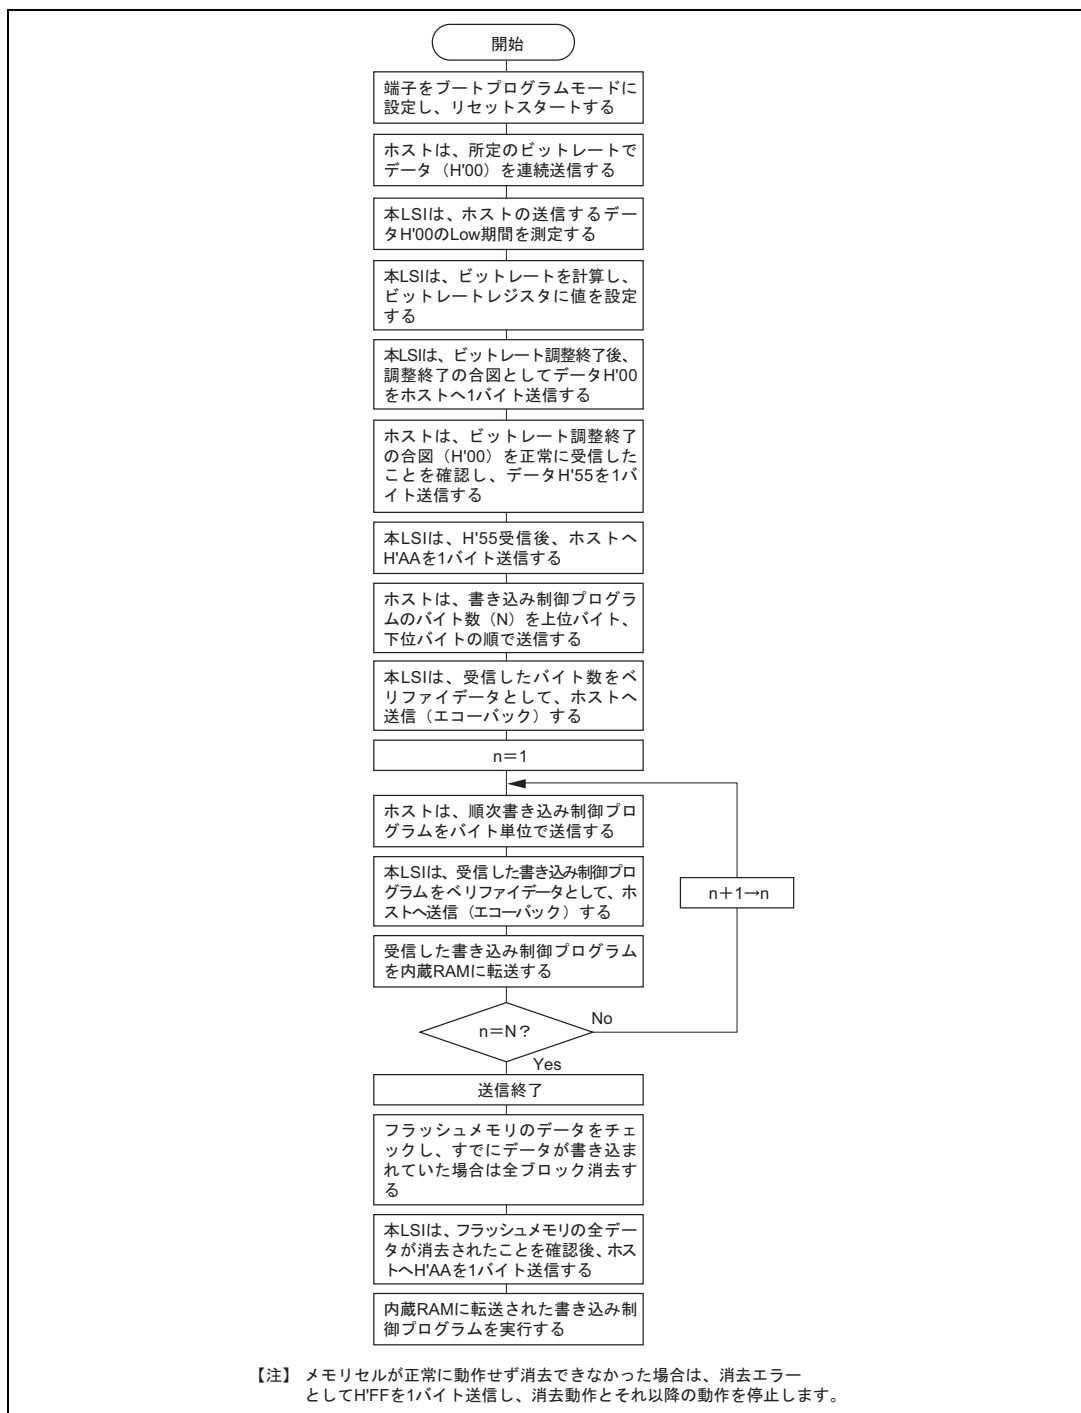 開始
端子をブートプログラムモードに
設定し、リセットスタートする
ホストは、所定のビットレートで
データ（H'00）を連続送信する
本LSIは、ホストの送信するデー
タH'00のLow期間を測定する
本LSIは、ビットレートを計算し、
ビットレートレジスタに値を設定
する
本LSIは、ビットレート調整終了後、
調整終了の合図としてデータH'00
をホストへ1バイト送信する
ホストは、ビットレート調整終了
の合図（H'00）を正常に受信した
ことを確認し、データH'55を1バ
イト送信する
本LSIは、H'55受信後、ホストへ
H'AAを1バイト送信する
ホストは、書き込み制御プログラ
ムのバイト数（N）を上位バイト、
下位バイトの順で送信する
本LSIは、受信したバイト数をベ
リファイデータとして、ホストへ
送信（エコーバック）する
n＝1
ホストは、順次書き込み制御プロ
グラムをバイト単位で送信する
本LSIは、受信した書き込み制御プロ
グラムをベリファイデータとして、ホ
ストへ送信（エコーバック）する
n＋1→n
受信した書き込み制御プログラム
を内蔵RAMに転送する
n＝N？
No
Yes
送信終了
フラッシュメモリのデータをチェ
ックし、すでにデータが書き込ま
れていた場合は全ブロック消去す
る
本LSIは、フラッシュメモリの全デー
タが消去されたことを確認後、ホス
トへH'AAを1バイト送信する
内蔵RAMに転送された書き込み制
御プログラムを実行する
【注】 メモリセルが正常に動作せず消去できなかった場合は、消去エラー
としてH'FFを1バイト送信し、消去動作とそれ以降の動作を停止します。